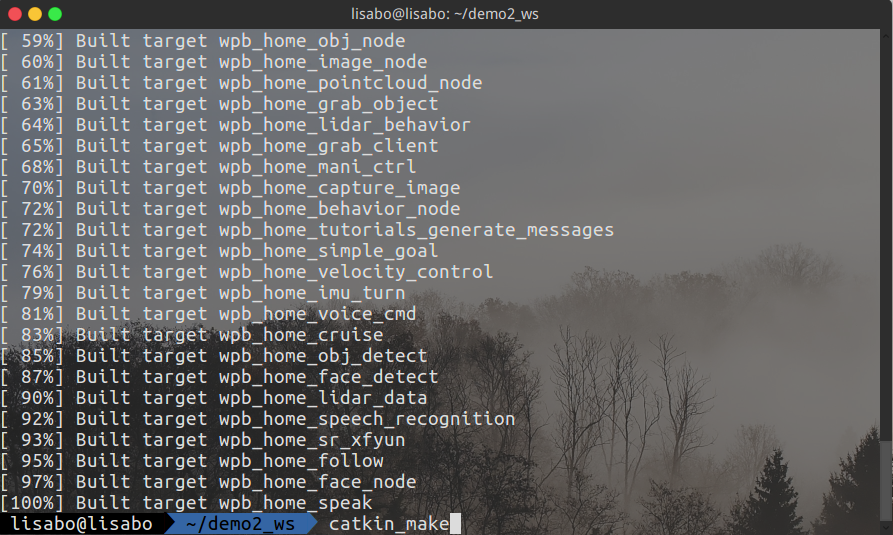 lisabo@lisabo: ~/demo2_ws
[ 59%] Built target wpb_home_obj_node
[ 60%] Built target wpb_home_image_node
[ 61%] Built target wpb_home_pointcloud_node
[ 63%] Built target wpb_home_grab_object
[ 64%] Built target wpb_home_lidar_behavior
[ 65%] Built target wpb_home_grab_client
[ 68%] Built target wpb_home_mani_ctrl
[ 70%] Built target wpb_home_capture_image
[ 72%] Built target wpb_home_behavior_node
[ 72%] Built target wpb_home_tutorials_generate_messages
[ 74%] Built target wpb_home_simple_goal
[ 76%] Built target wpb_home_velocity_control
[ 79%] Built target wpb_home_imu_turn
[ 81%] Built target wpb_home_voice_cmd
[ 83%] Built target wpb_home_cruise
[ 85%] Built target wpb_home_obj_detect
[ 87%] Built target wpb_home_face_detect
[ 90%] Built target wpb_home_lidar_data
[ 92%] Built target wpb_home_speech_recognition
[ 93%] Built target wpb_home_sr_xfyun
[ 95%] Built target wpb_home_follow
[ 97%] Built target wpb_home_face_node
[100%] Built target wpb_home_speak
lisabo@lisabo ~/demo2_ws catkin_make